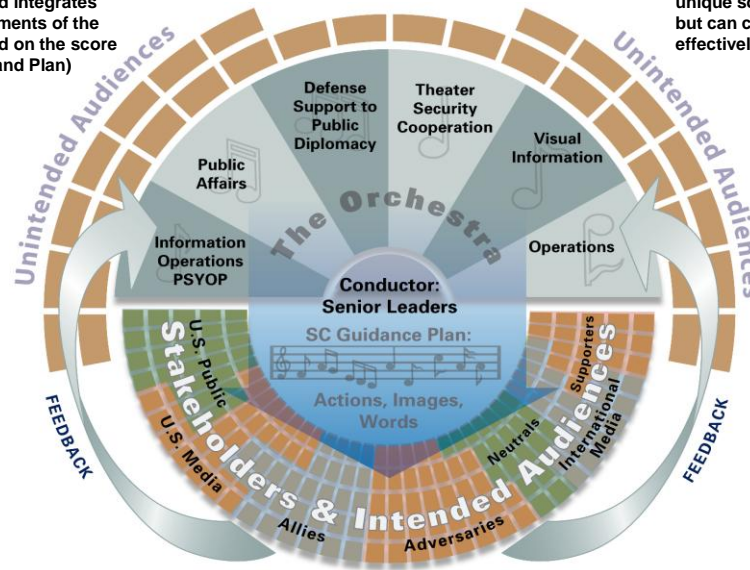 d integrates
ments of the
d on the score
and Plan)
unique so
but can c
effectivel
Unintended Audiences
Unintended Audiences
Defense
Support to
Public
Diplomacy
Theater
Security
Cooperation
Public
Affairs
Visual
Information
Information
Operations
PSYOP
Operations
The Orchestra
Conductor:
Senior Leaders
SC Guidance Plan:
Actions, Images,
Words
Stakeholders & Intended Audiences
U.S. Public
U.S. Media
Allies
Adversaries
Neutrals
International
Media
Supporters
FEEDBACK
FEEDBACK